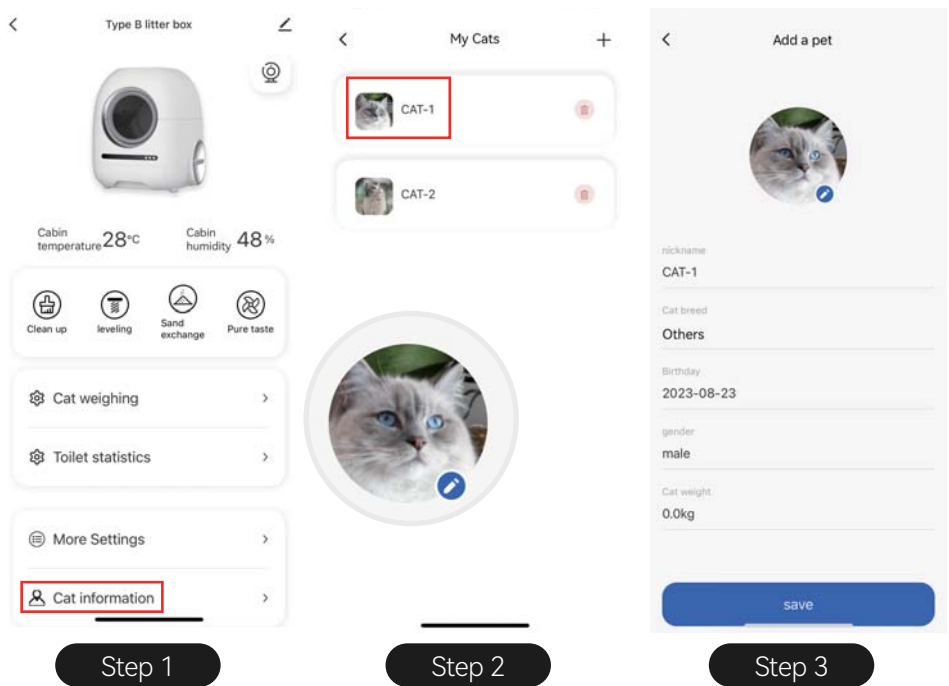 Type B litter box
Cabin
temperature 28°C
Cabin
humidity 48 %
Clean up
leveling
Sand
exchange
Pure taste
Cat weighing
Toilet statistics
More Settings
Cat information
Step 1
My Cats
CAT-1
CAT-2
Step 2
Add a pet
nickname
CAT-1
Cat breed
Others
Birthday
2023-08-23
gender
male
Cat weight
0.0kg
save
Step 3